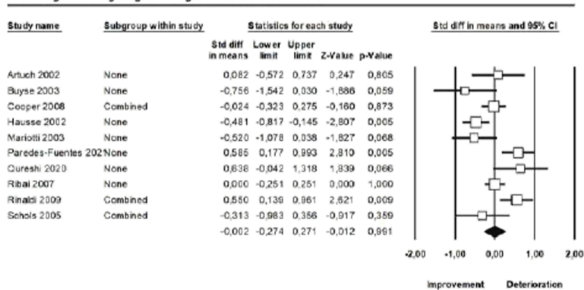 Study name Subgroup within study Statistics for each study Std diff in means and 95% CI
Std diff Lower Upper
in means limit limit Z-Value p-Value
Artuch 2002 None 0,082 -0,572 0,737 0,247 0,805
Buyse 2003 None -0,756 -1,542 0,030 -1,886 0,059
Cooper 2008 Combined -0,024 -0,323 0,275 -0,160 0,873
Hausse 2002 None -0,481 -0,817 -0,145 -2,807 0,005
Mariotti 2003 None -0,520 -1,078 0,038 -1,827 0,068
Paredes-Fuentes 2021None 0,585 0,177 0,993 2,810 0,005
Qureshi 2020 None 0,638 -0,042 1,318 1,839 0,066
Ribai 2007 None 0,000 -0,251 0,251 0,000 1,000
Rinaldi 2009 Combined 0,550 0,139 0,961 2,621 0,009
Schols 2005 Combined -0,313 -0,983 0,356 -0,917 0,359
-0,002 -0,274 0,271 -0,012 0,991
-2,00 -1,00 0,00 1,00 2,00
Improvement Deterioration